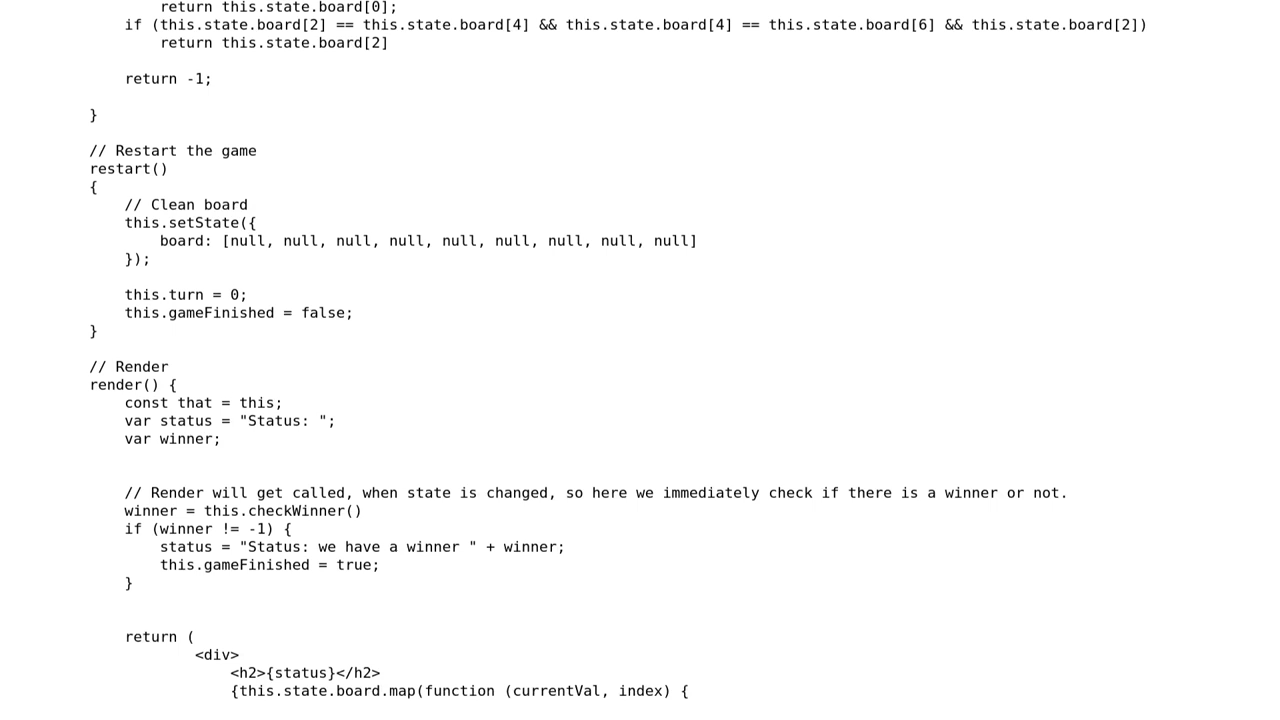 return this.state.board[0];
if (this.state.board[2] == this.state.board[4] && this.state.board[4] == this.state.board[6] && this.state.board[2])
return this.state.board[2]
return -1;
}
// Restart the game
restart()
{
// Clean board
this.setState({
board: [null, null, null, null, null, null, null, null, null]
});
this.turn = 0;
this.gameFinished = false;
}
// Render
render() {
const that = this;
var status = "Status: ";
var winner;
// Render will get called, when state is changed, so here we immediately check if there is a winner or not.
winner = this.checkWinner()
if (winner != -1) {
status = "Status: we have a winner " + winner;
this.gameFinished = true;
}
return (
<div>
<h2>{status}</h2>
{this.state.board.map(function (currentVal, index) {